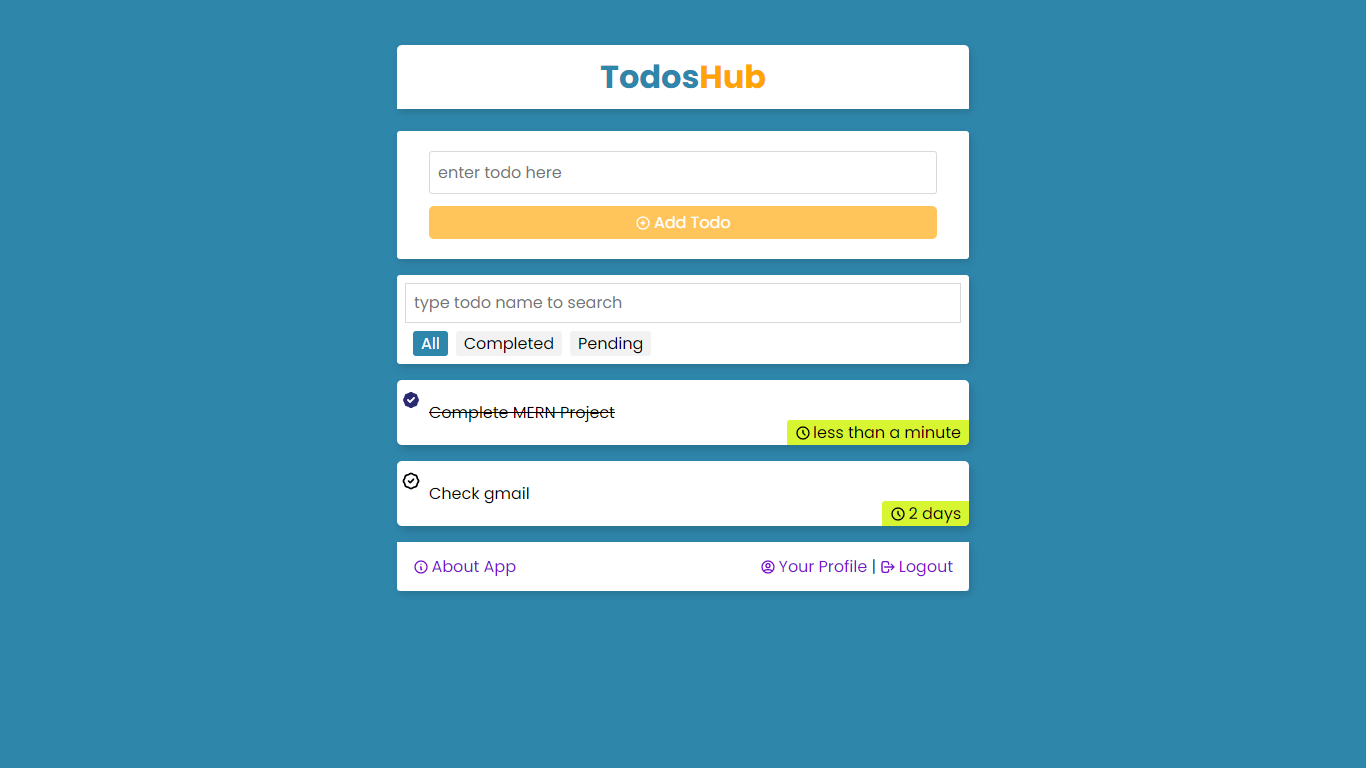 TodosHub
enter todo here
Add Todo
type todo name to search
All Completed Pending
Complete MERN Project
less than a minute
Check gmail
2 days
About App Your Profile | Logout